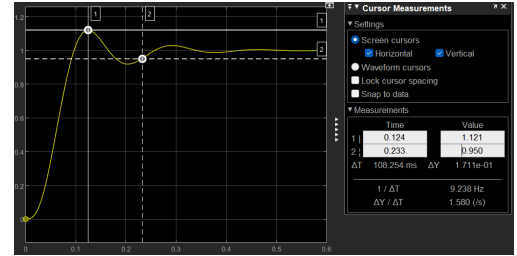 1.2
1
0.8
0.6
0.4
0.2
0
0 0.1 0.2 0.3 0.4 0.5 0.6
1 2
1
2
Cursor Measurements
Settings
Screen cursors
Horizontal Vertical
Waveform cursors
Lock cursor spacing
Snap to data
Measurements
Time Value
1 | 0.124 1.121
2 ¦ 0.233 0.950
ΔT 108.254 ms ΔY 1.711e-01
1 / ΔT 9.238 Hz
ΔY / ΔT 1.580 (/s)